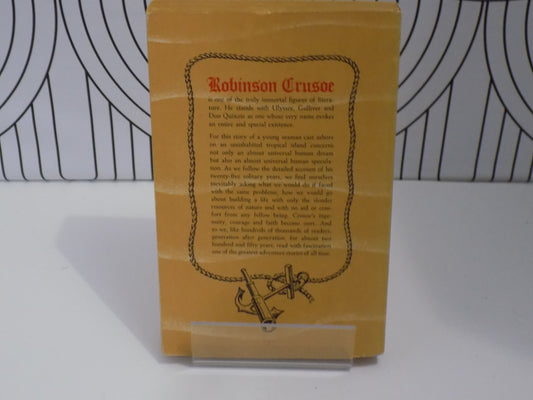 Robinson Crusoe
is one of the truly immortal figures of litera-
ture. He stands with Ulysses, Gulliver and
Don Quixote as one whose very name evokes
an entire and special existence.
For this story of a young seaman cast ashore
on an uninhabited tropical island concerns
not only an almost universal human dream
but also an almost universal human specula-
tion. As we follow the detailed account of his
twenty-five solitary years, we find ourselves
inevitably asking what we would do if faced
with the same problems, how we would go
about building a life with only the slender
resources of nature and with no aid or com-
fort from any fellow being. Crusoe's inge-
nuity, courage and faith become ours. And
so we, like hundreds of thousands of readers
generation after generation for almost two
hundred and fifty years, read with fascination
one of the greatest adventure stories of all time.